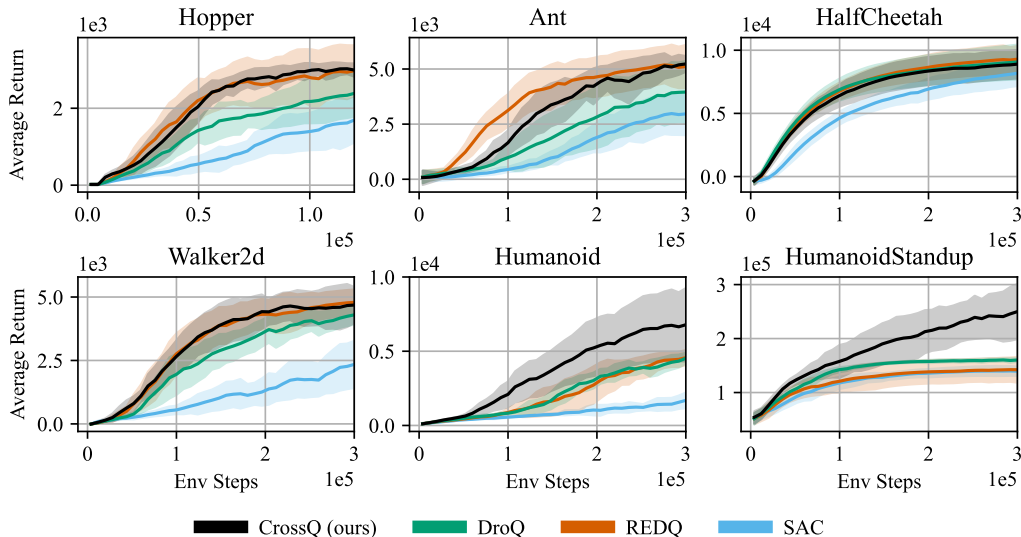 Hopper
Ant
HalfCheetah
1e3
1e3
1e4
Average Return
2
0
0.0
0.5
1.0
1e5
5.0
2.5
0.0
0
1
2
3
1e5
1.0
0.5
0.0
0
1
2
3
1e5
Walker2d
Humanoid
HumanoidStandup
1e3
1e4
1e5
Average Return
5.0
2.5
0.0
0
1
2
3
Env Steps
1e5
1.0
0.5
0.0
0
1
2
3
Env Steps
1e5
3
2
1
0
1
2
3
Env Steps
1e5
CrossQ (ours)
DroQ
REDQ
SAC